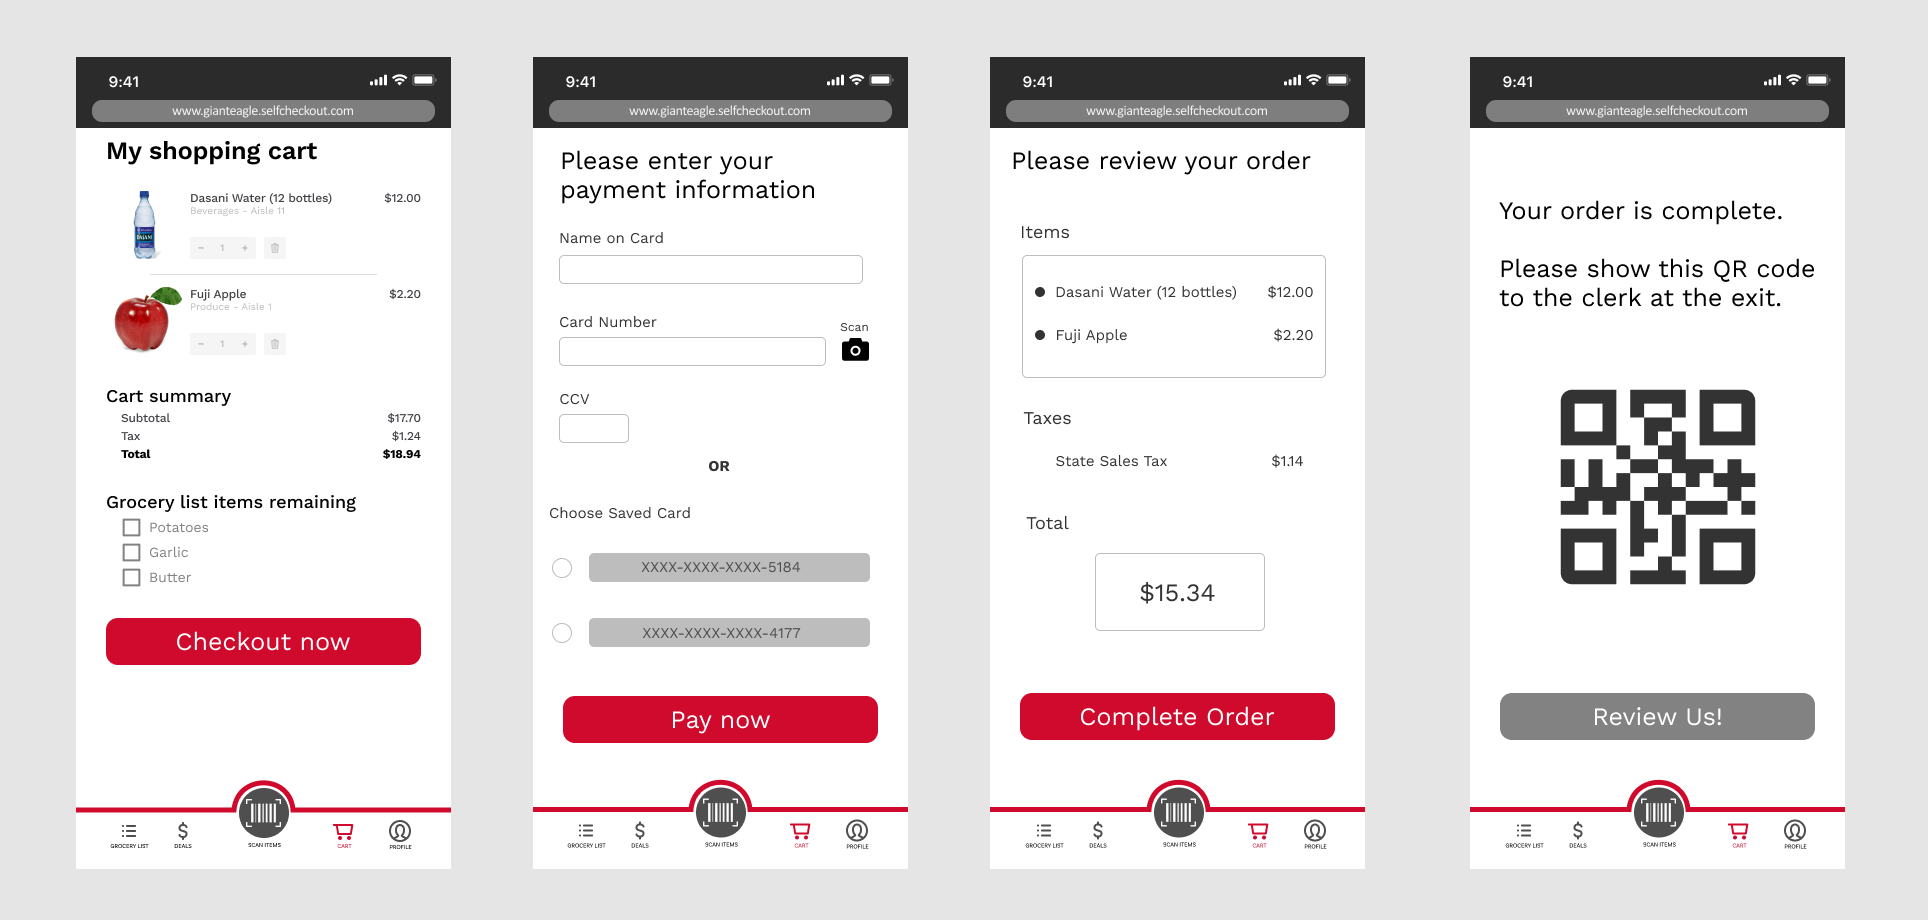 9:41
www.gianteagle.selfcheckout.com
My shopping cart
Dasani Water (12 bottles) $12.00
Beverages - Aisle 11
- 1 +
Fuji Apple $2.20
Produce - Aisle 1
- 1 +
Cart summary
Subtotal $17.70
Tax $1.24
Total $18.94
Grocery list items remaining
Potatoes
Garlic
Butter
Checkout now
GROCERY LIST DEALS SCAN ITEMS CART PROFILE
9:41
www.gianteagle.selfcheckout.com
Please enter your
payment information
Name on Card
Card Number
Scan
CCV
OR
Choose Saved Card
XXXX-XXXX-XXXX-5184
XXXX-XXXX-XXXX-4177
Pay now
GROCERY LIST DEALS SCAN ITEMS CART PROFILE
9:41
www.gianteagle.selfcheckout.com
Please review your order
Items
Dasani Water (12 bottles) $12.00
Fuji Apple $2.20
Taxes
State Sales Tax $1.14
Total
$15.34
Complete Order
GROCERY LIST DEALS SCAN ITEMS CART PROFILE
9:41
www.gianteagle.selfcheckout.com
Your order is complete.
Please show this QR code
to the clerk at the exit.
Review Us!
GROCERY LIST DEALS SCAN ITEMS CART PROFILE